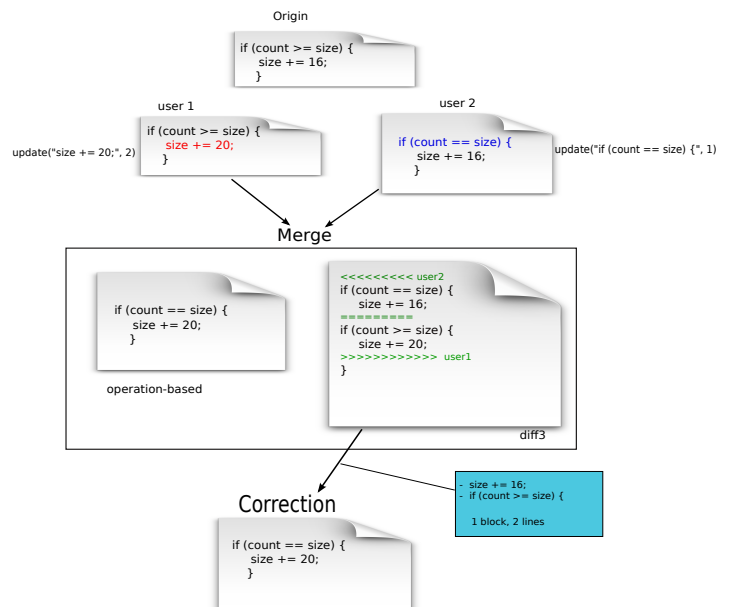 Origin
if (count >= size) {
size += 16;
}
user 1
user 2
update("size += 20;", 2)
if (count >= size) {
size += 20;
}
if (count == size) {
size += 16;
}
update("if (count == size) {", 1)
Merge
if (count == size) {
size += 20;
}
operation-based
<<<<<<<<< user2
if (count == size) {
size += 16;
=========
if (count >= size) {
size += 20;
>>>>>>>>>>>> user1
}
diff3
- size += 16;
- if (count >= size) {
1 block, 2 lines
Correction
if (count == size) {
size += 20;
}